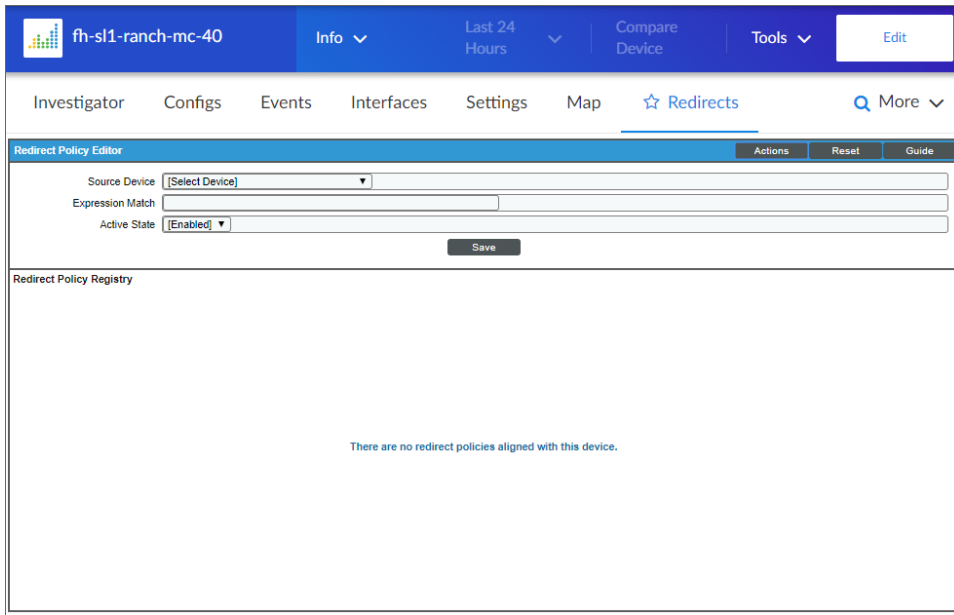 fh-sl1-ranch-mc-40 Info Last 24 Hours Compare Device Tools Edit
Investigator Configs Events Interfaces Settings Map Redirects More
Redirect Policy Editor Actions Reset Guide
Source Device [Select Device]
Expression Match
Active State [Enabled]
Save
Redirect Policy Registry
There are no redirect policies aligned with this device.